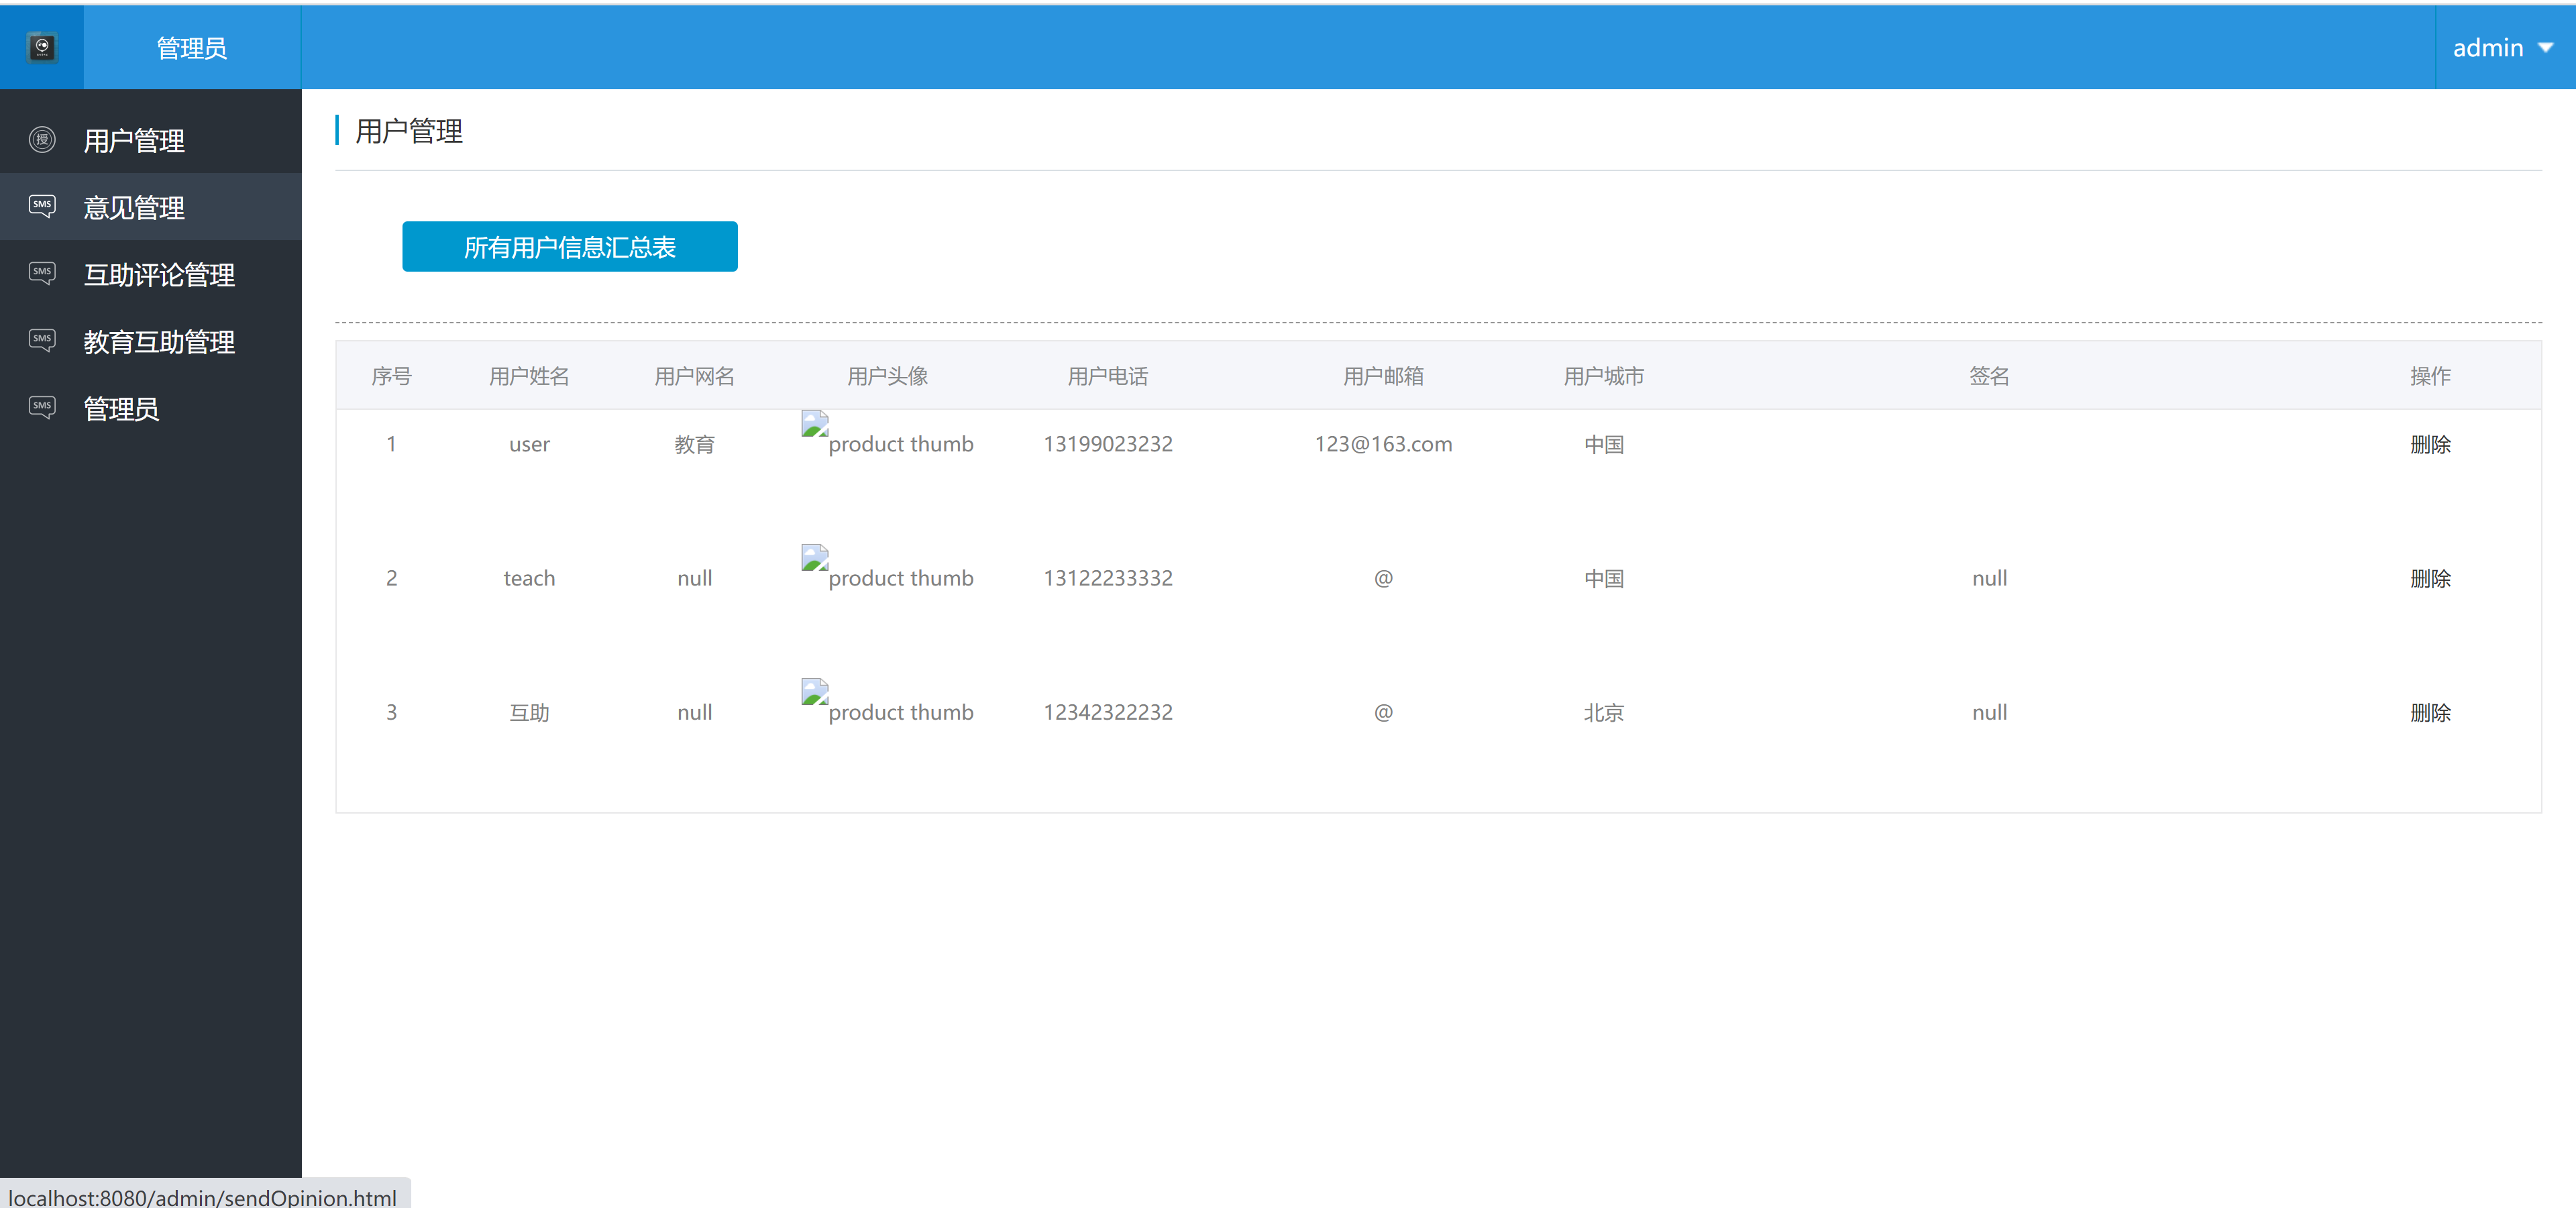 管理员
admin
授 用户管理
SMS 意见管理
SMS 互助评论管理
SMS 教育互助管理
SMS 管理员
用户管理
所有用户信息汇总表
序号 用户姓名 用户网名 用户头像 用户电话 用户邮箱 用户城市 签名 操作
1 user 教育 product thumb 13199023232 123@163.com 中国 删除
2 teach null product thumb 13122233332 @ 中国 null 删除
3 互助 null product thumb 12342322232 @ 北京 null 删除
localhost:8080/admin/sendOpinion.html